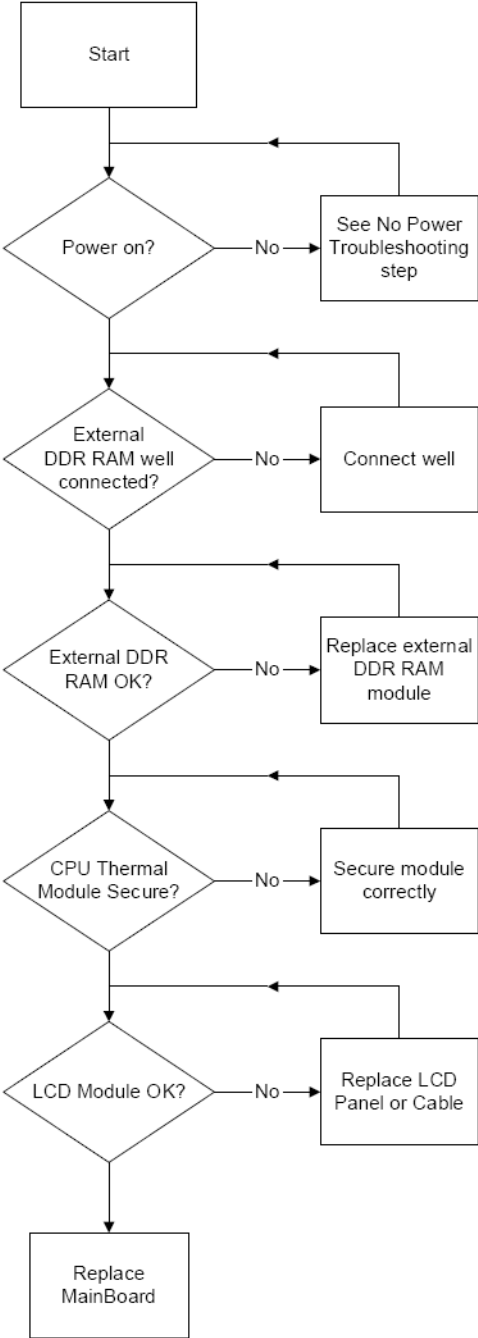 Start
Power on?
No
See No Power
Troubleshooting
step
External
DDR RAM well
connected?
No
Connect well
External DDR
RAM OK?
No
Replace external
DDR RAM
module
CPU Thermal
Module Secure?
No
Secure module
correctly
LCD Module OK?
No
Replace LCD
Panel or Cable
Replace
MainBoard